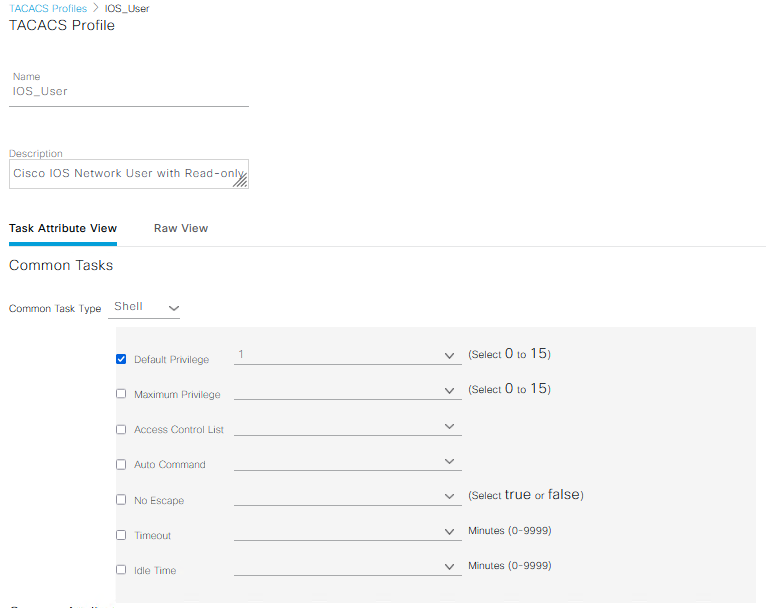 TACACS Profiles > IOS_User
TACACS Profile
Name
IOS_User
Description
Cisco IOS Network User with Read-only
Task Attribute View Raw View
Common Tasks
Common Task Type Shell
Default Privilege 1 (Select 0 to 15)
Maximum Privilege (Select 0 to 15)
Access Control List
Auto Command
No Escape (Select true or false)
Timeout Minutes (0-9999)
Idle Time Minutes (0-9999)